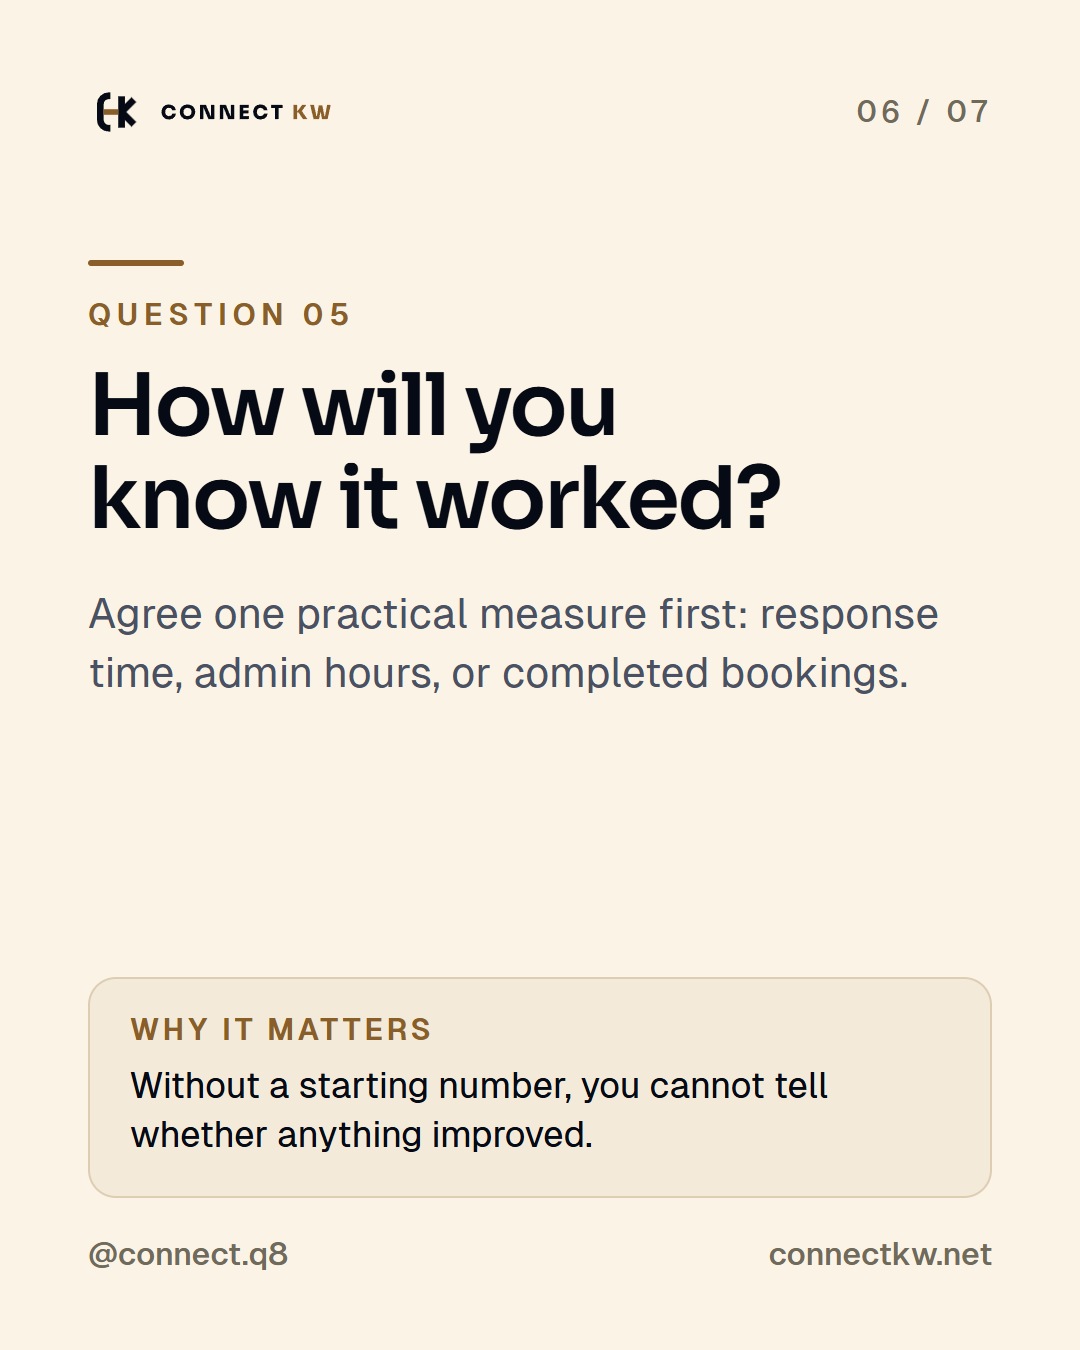 CONNECT KW
06 / 07
QUESTION 05
How will you
know it worked?
Agree one practical measure first: response
time, admin hours, or completed bookings.
WHY IT MATTERS
Without a starting number, you cannot tell
whether anything improved.
@connect.q8
connectkw.net